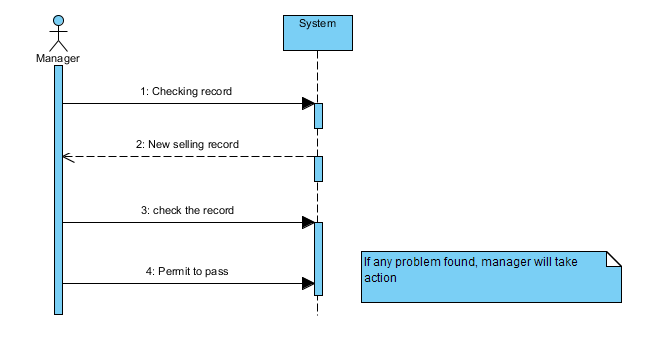 System
Manager
1: Checking record
2: New selling record
3: check the record
4: Permit to pass
If any problem found, manager will take
action